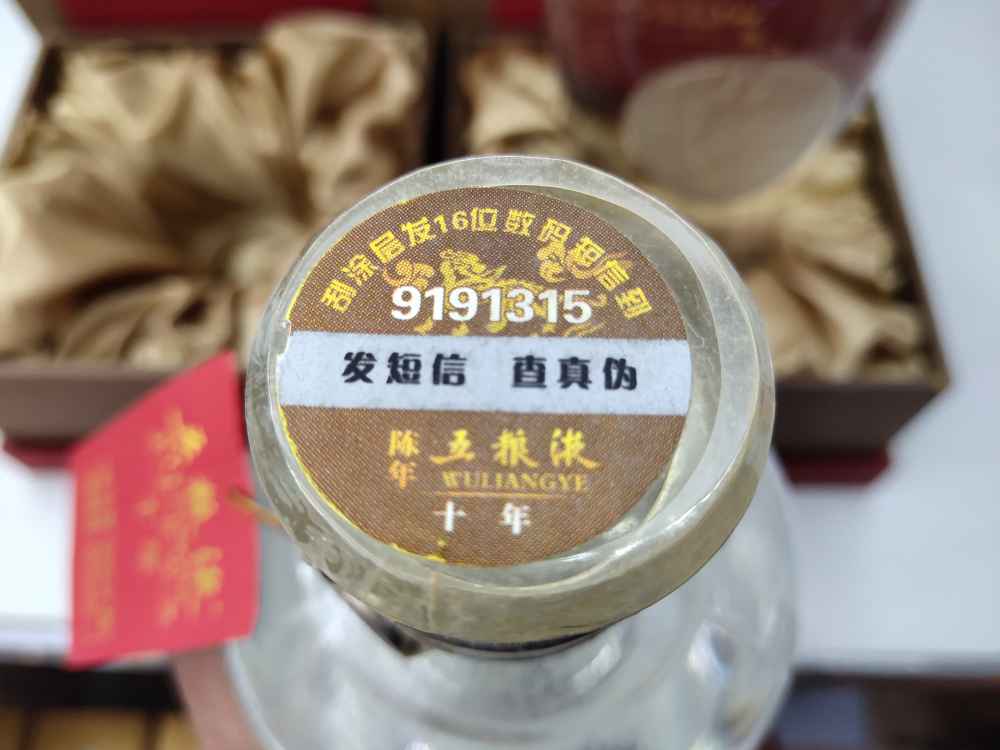 刮涂层发16位数码短信到
9191315
发短信 查真伪
陈年 五粮液
WULIANGYE
十年